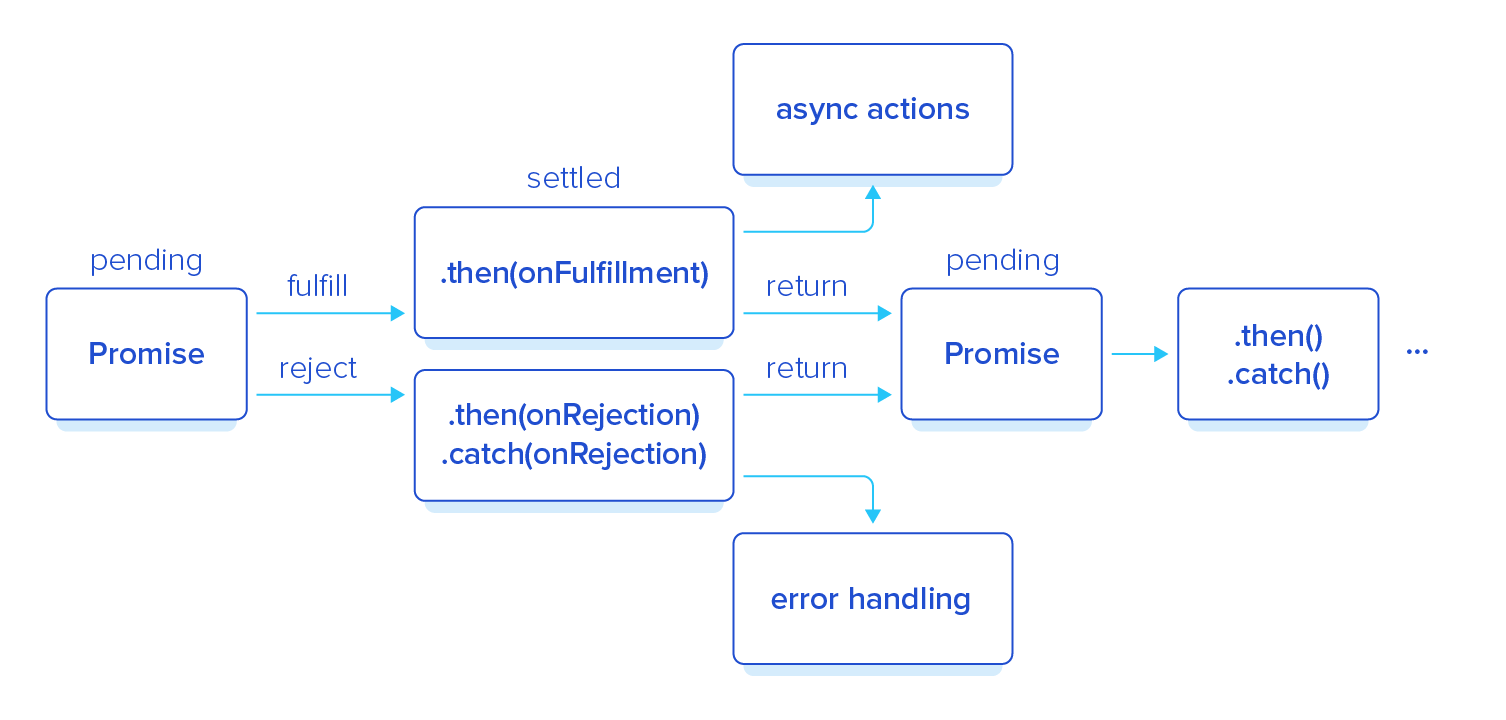 async actions
settled
pending
fulfill
.then(onFulfillment)
return
pending
Promise
reject
.then(onRejection)
.catch(onRejection)
return
Promise
.then()
.catch()
...
error handling